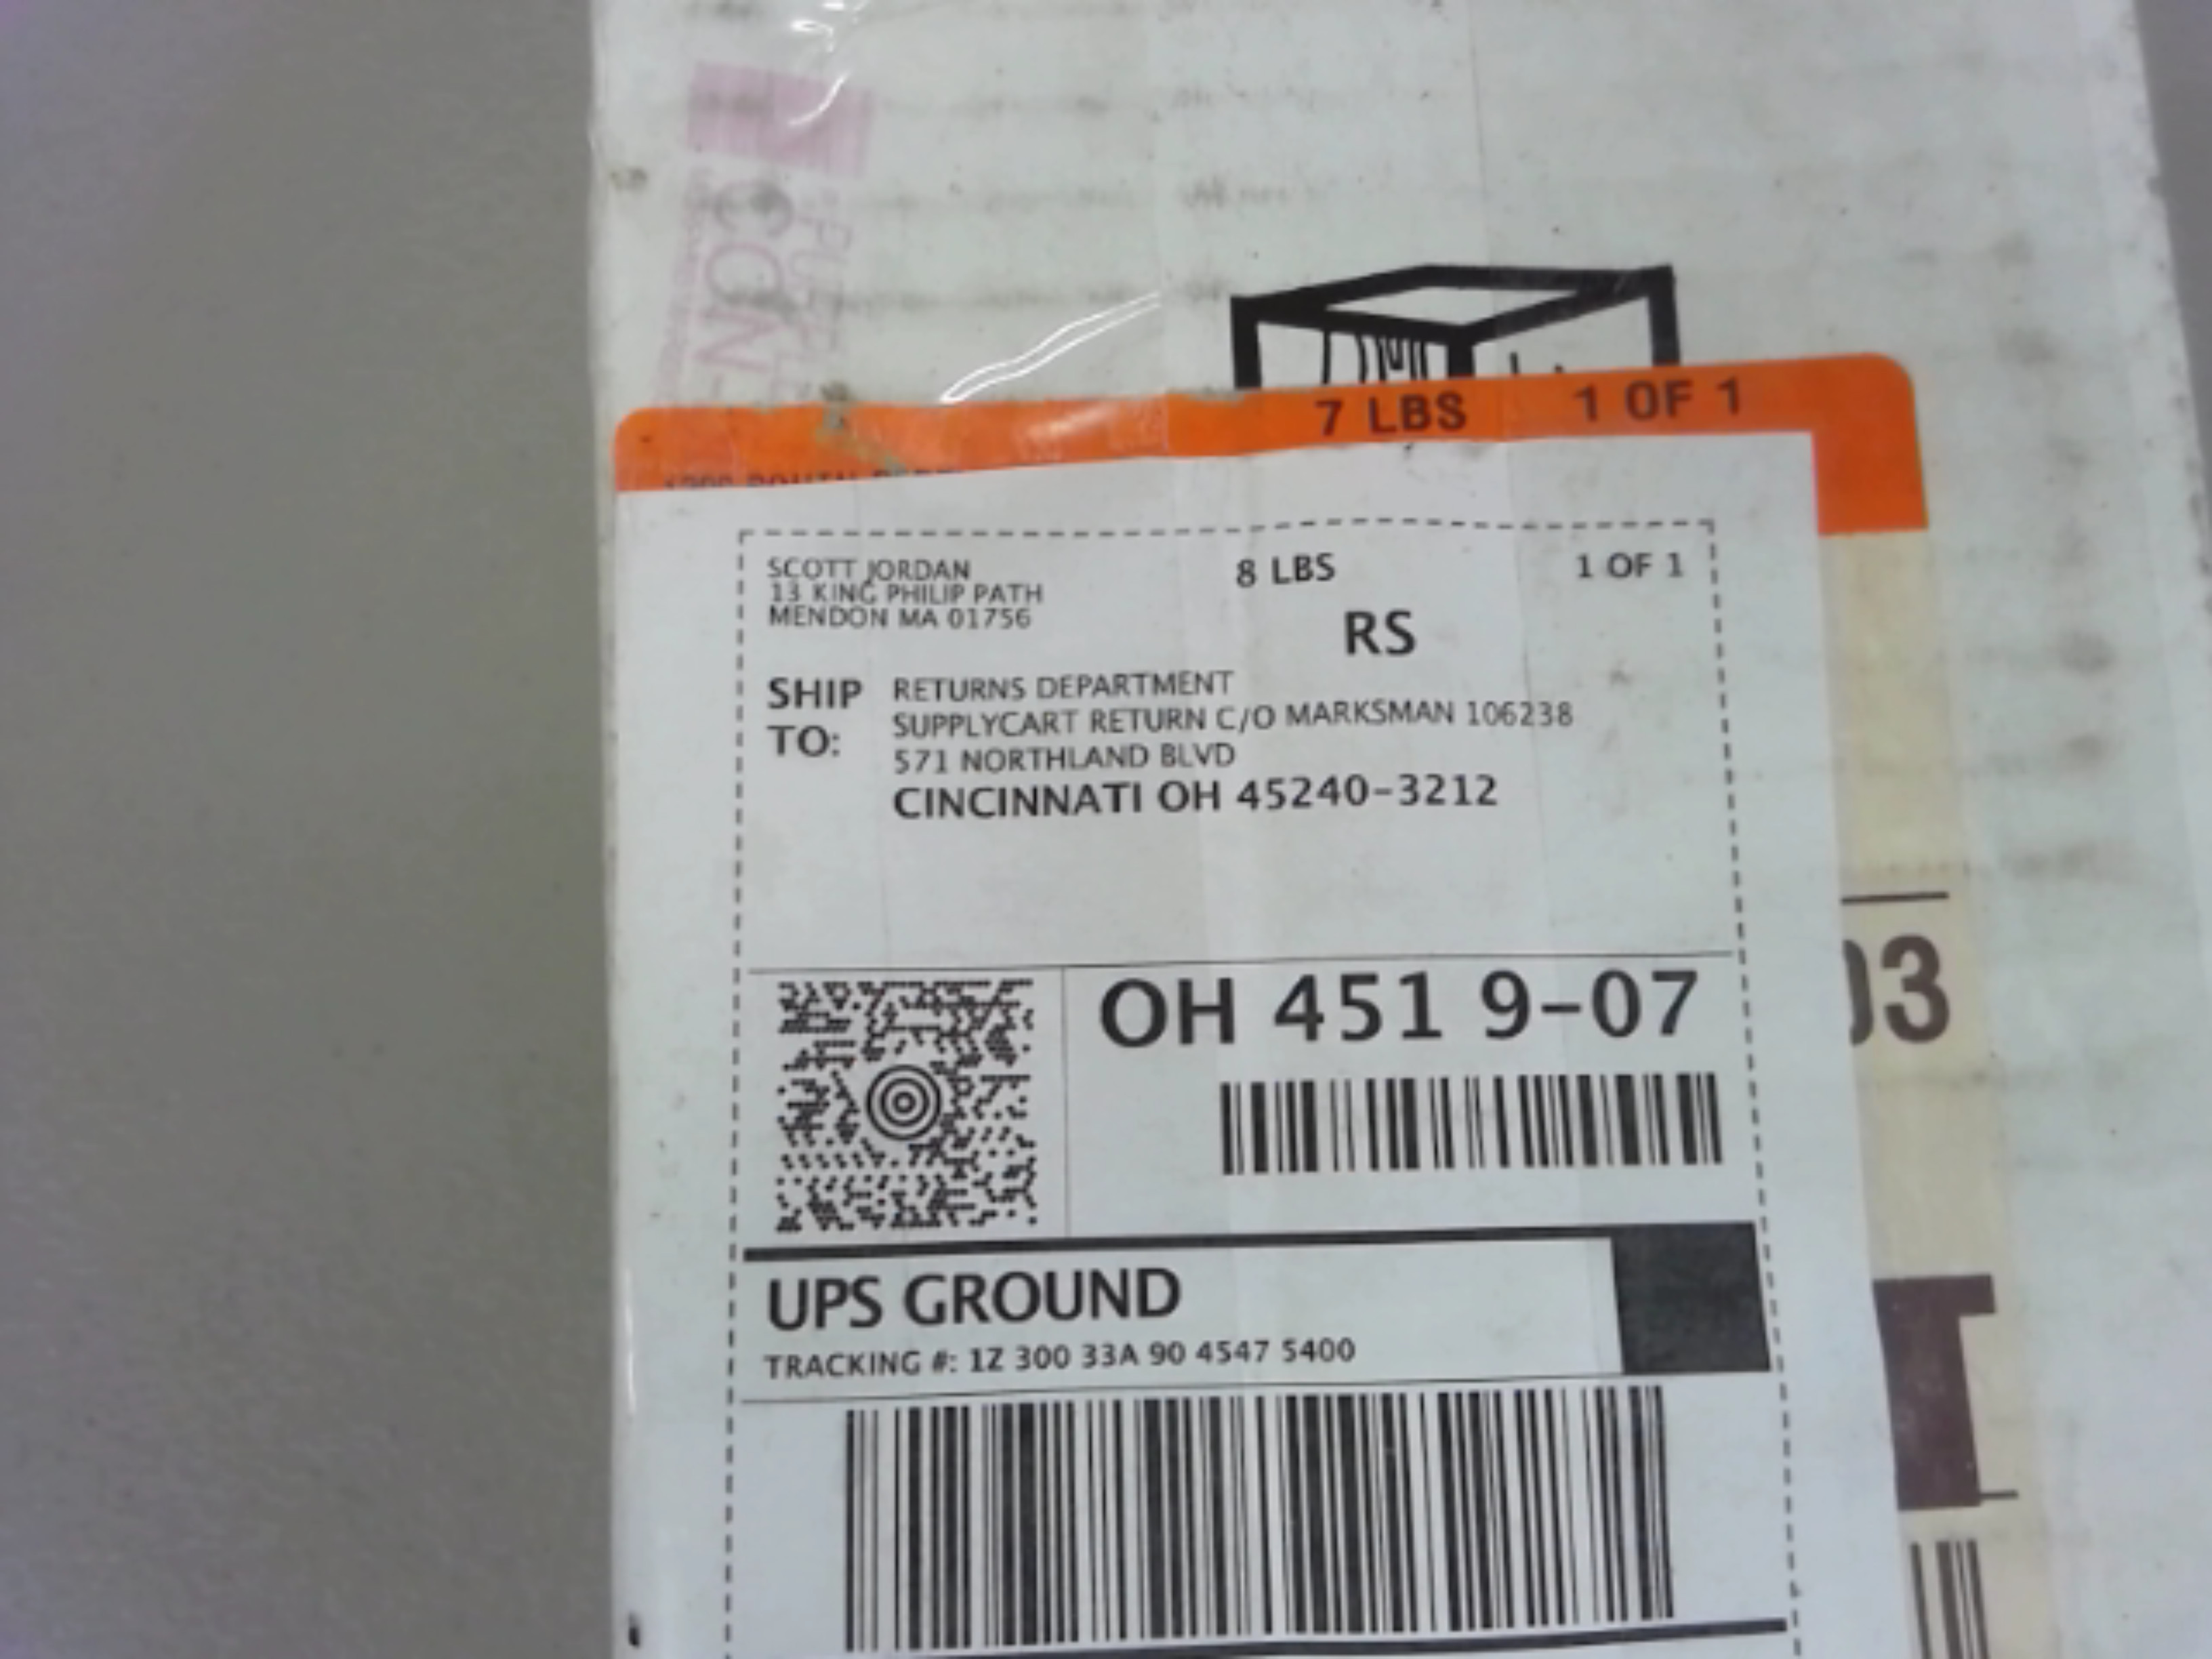 CON-
7 LBS 1 OF 1
SCOTT JORDAN 8 LBS 1 OF 1
13 KING PHILIP PATH
MENDON MA 01756
RS
SHIP TO:
RETURNS DEPARTMENT
SUPPLYCART RETURN C/O MARKSMAN 106238
571 NORTHLAND BLVD
CINCINNATI OH 45240-3212
OH 451 9-07
03
UPS GROUND
TRACKING #: 1Z 300 33A 90 4547 5400